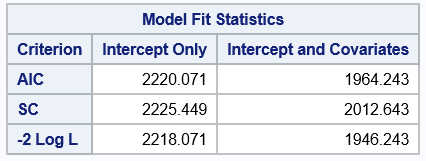 Model Fit Statistics
Criterion Intercept Only Intercept and Covariates
AIC 2220.071 1964.243
SC 2225.449 2012.643
-2 Log L 2218.071 1946.243